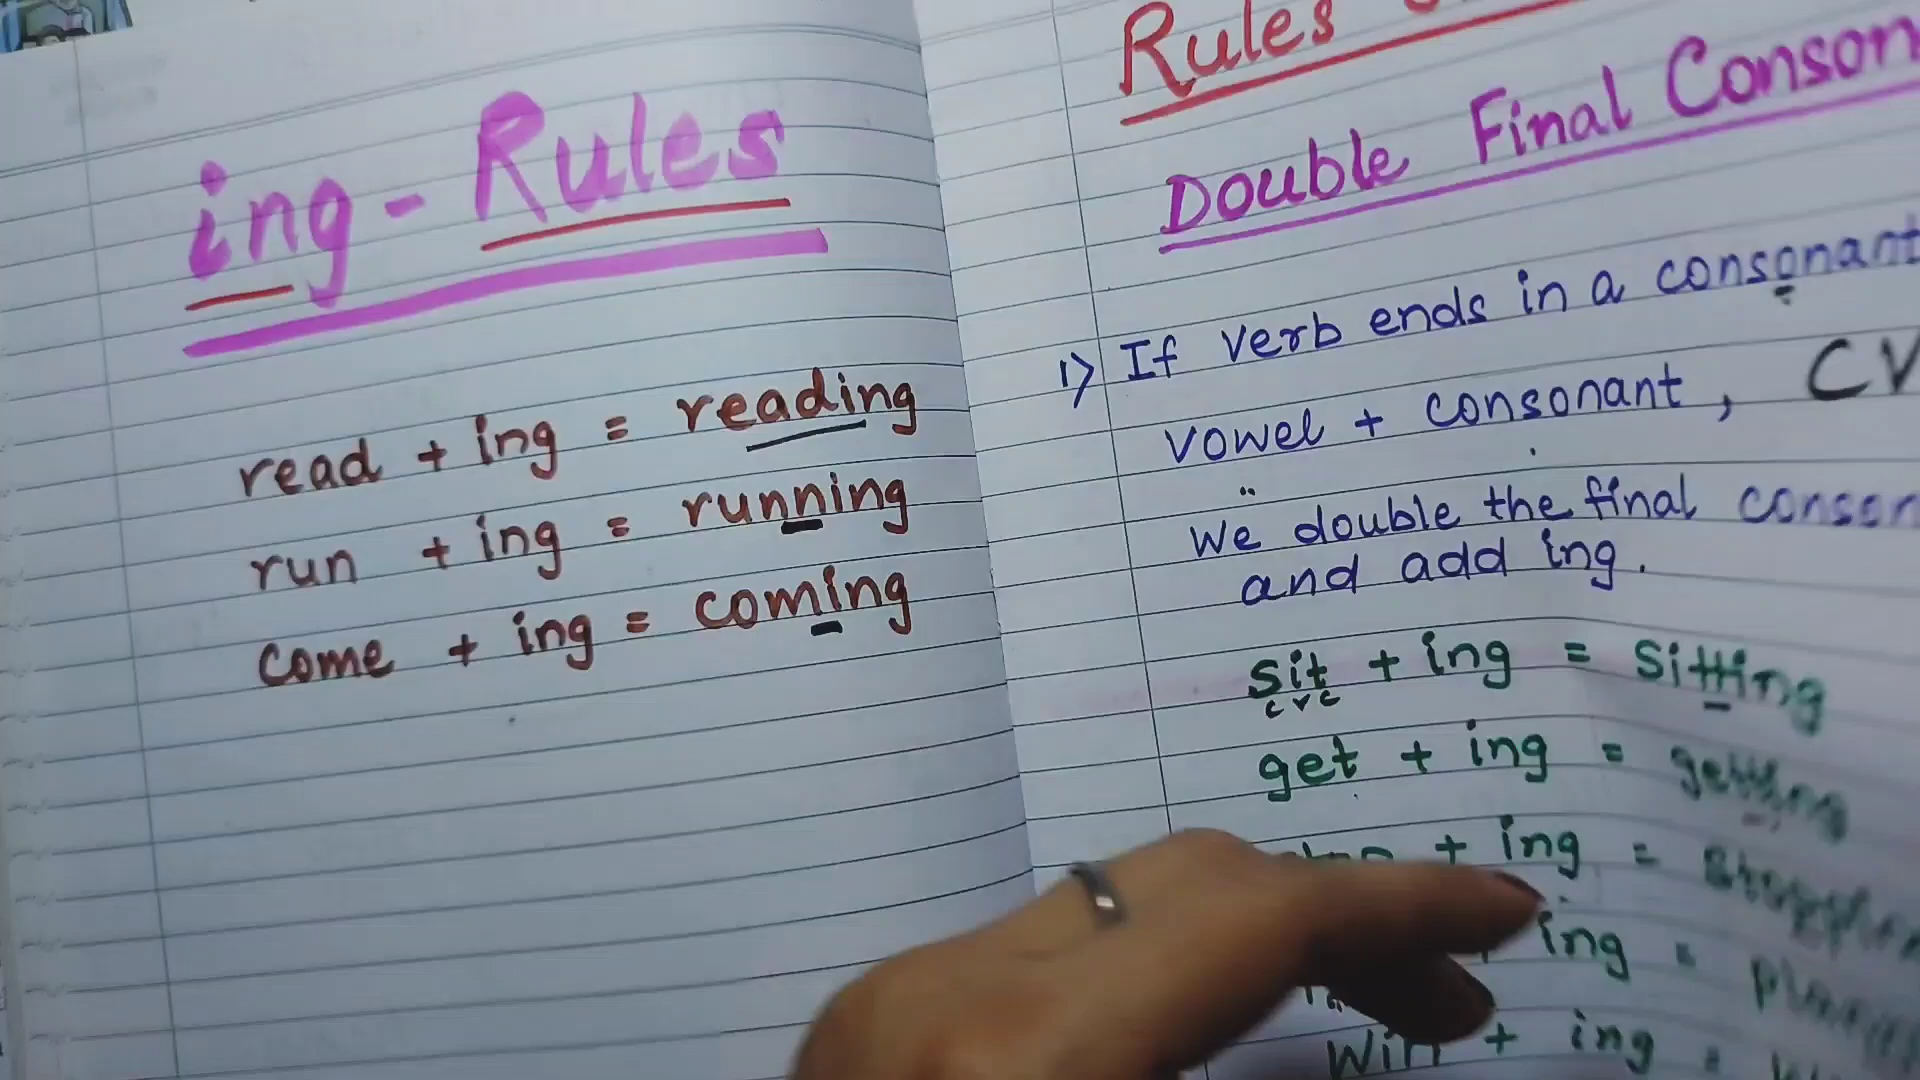 ing - Rules
read + ing = reading
run + ing = running
come + ing = coming
Rules
Double Final Conson
1) If verb ends in a consonant
vowel + consonant, CV
We double the final conson
and add ing.
sit + ing = sitting
c v c
get + ing = getting
+ ing =
ing =
win + ing =